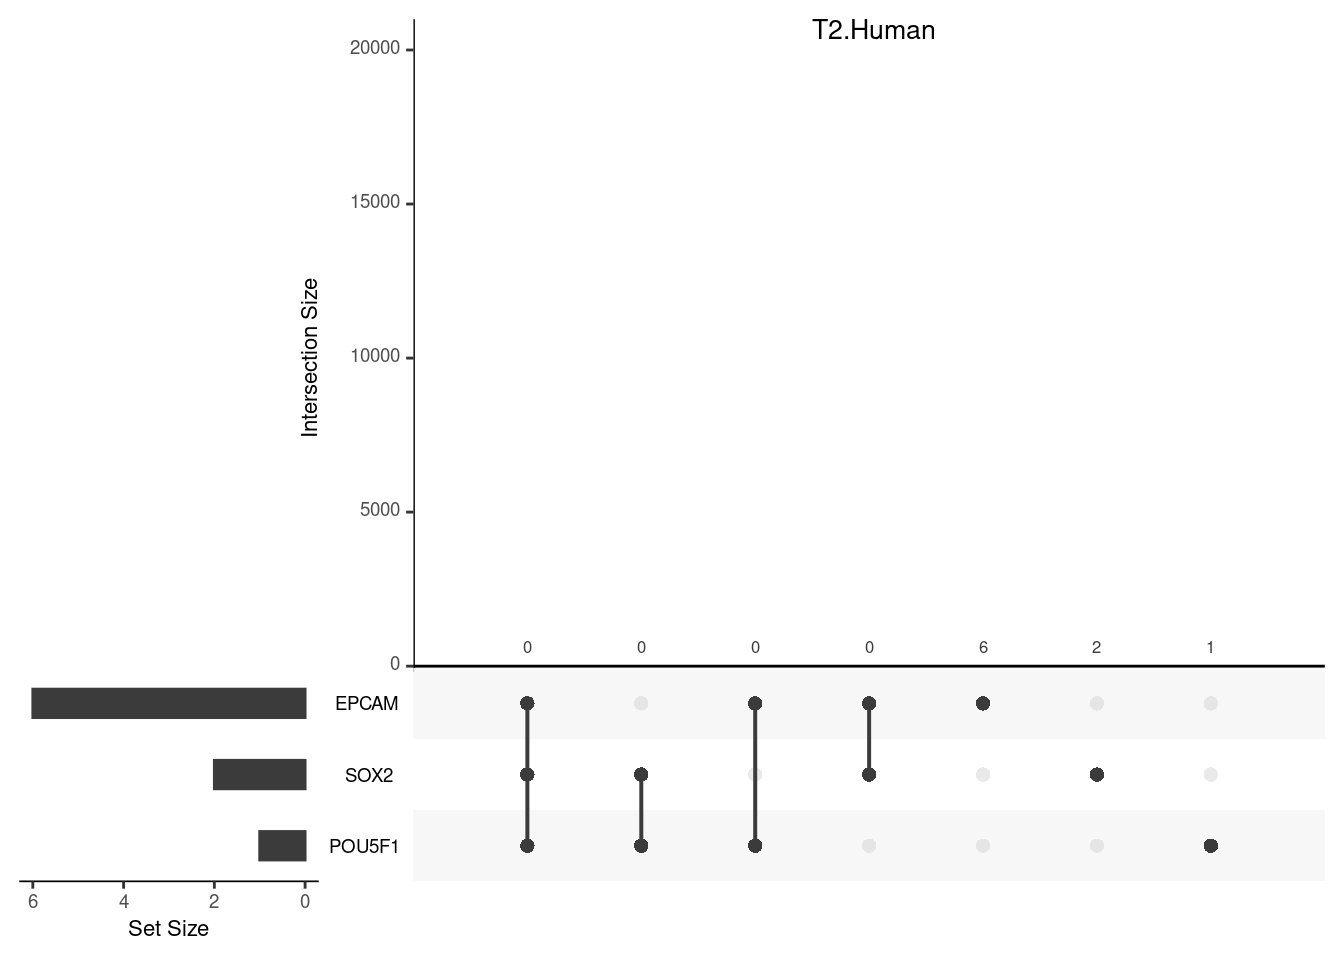 T2.Human
20000
15000
10000
5000
0
Intersection Size
0 0 0 0 6 2 1
EPCAM
SOX2
POU5F1
6 4 2 0
Set Size